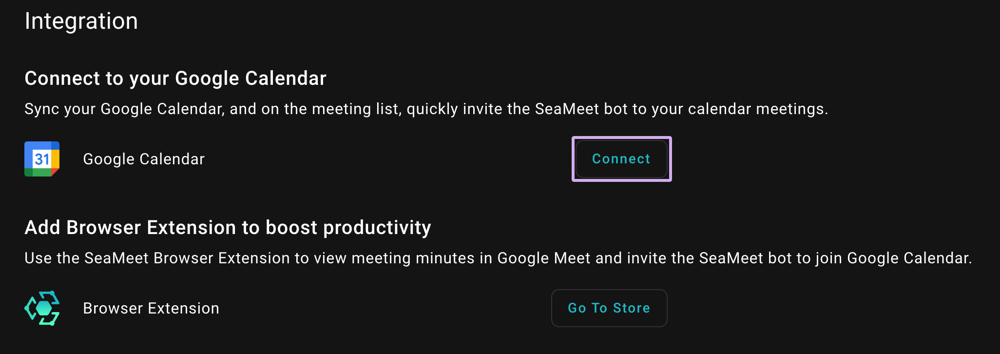 Integration
Connect to your Google Calendar
Sync your Google Calendar, and on the meeting list, quickly invite the SeaMeet bot to your calendar meetings.
31 Google Calendar Connect
Add Browser Extension to boost productivity
Use the SeaMeet Browser Extension to view meeting minutes in Google Meet and invite the SeaMeet bot to join Google Calendar.
Browser Extension Go To Store